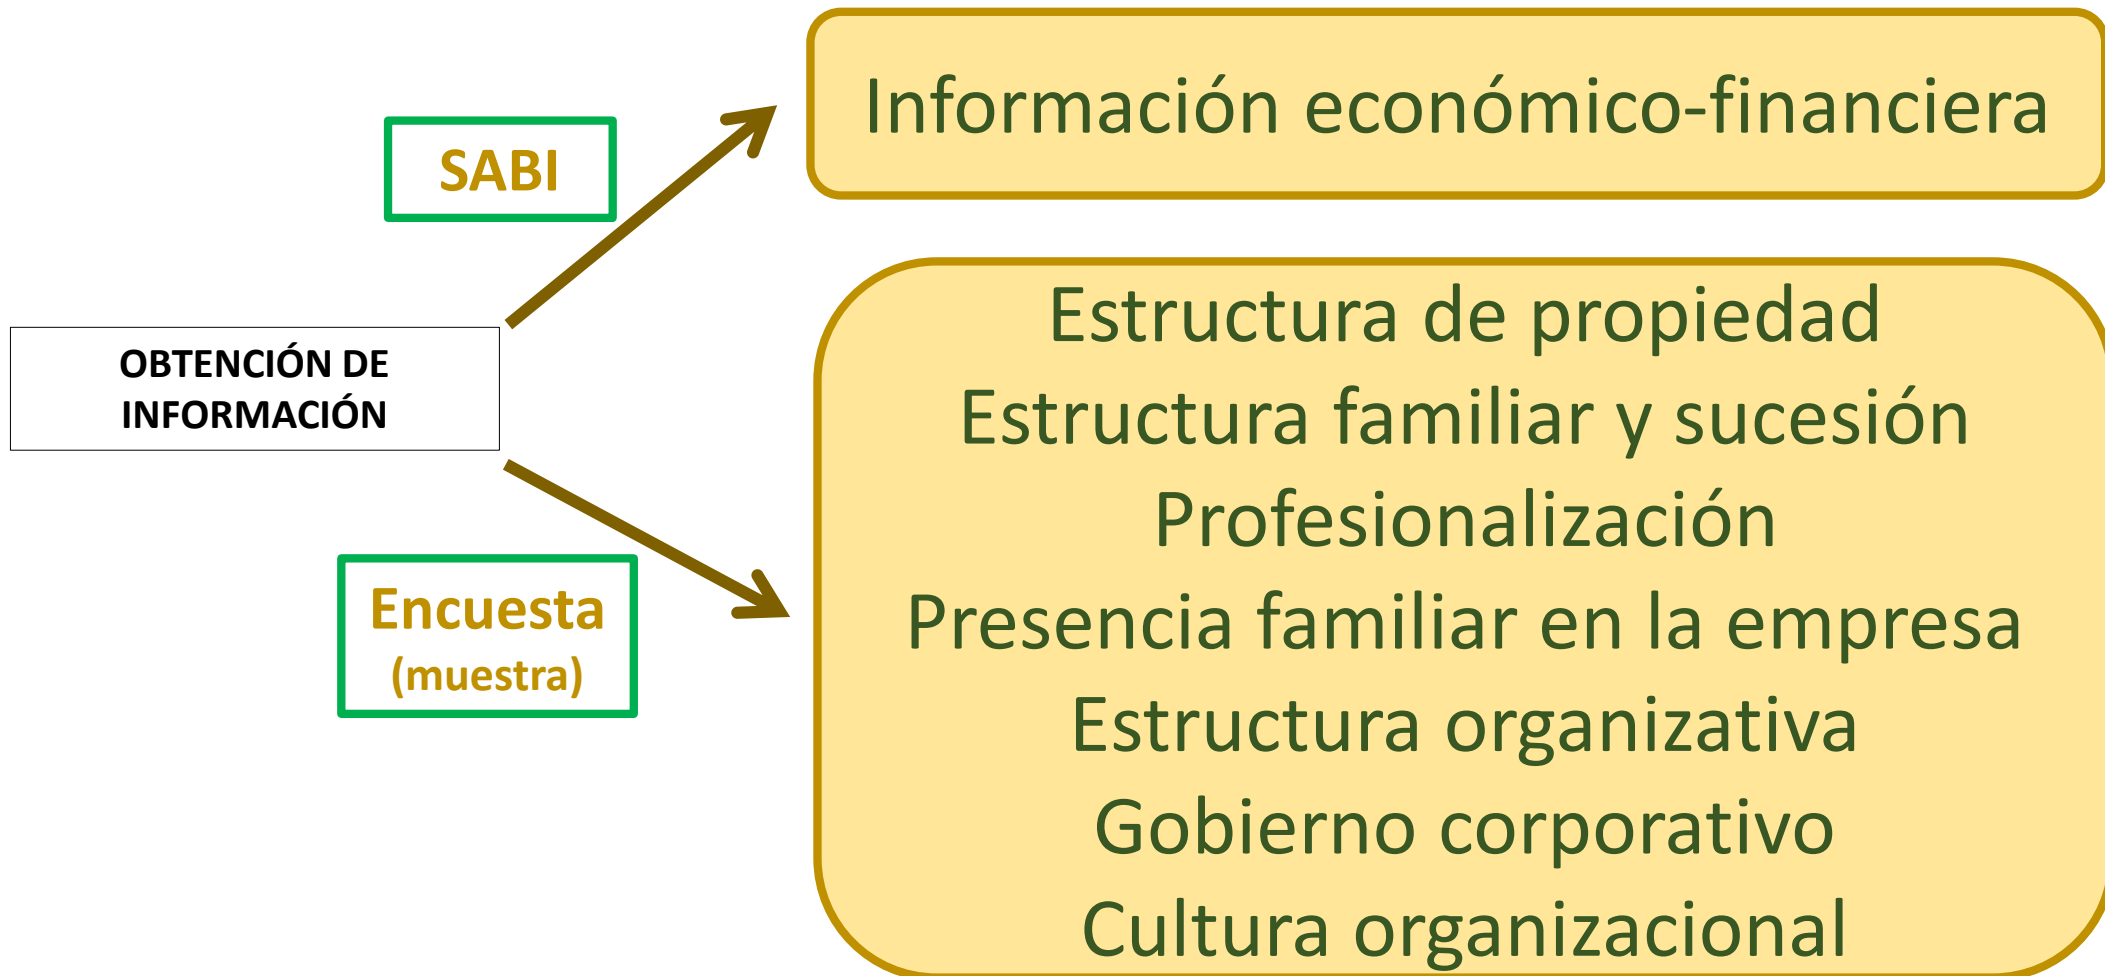 SABI
Información económico-financiera
OBTENCIÓN DE
INFORMACIÓN
Encuesta
(muestra)
Estructura de propiedad
Estructura familiar y sucesión
Profesionalización
Presencia familiar en la empresa
Estructura organizativa
Gobierno corporativo
Cultura organizacional